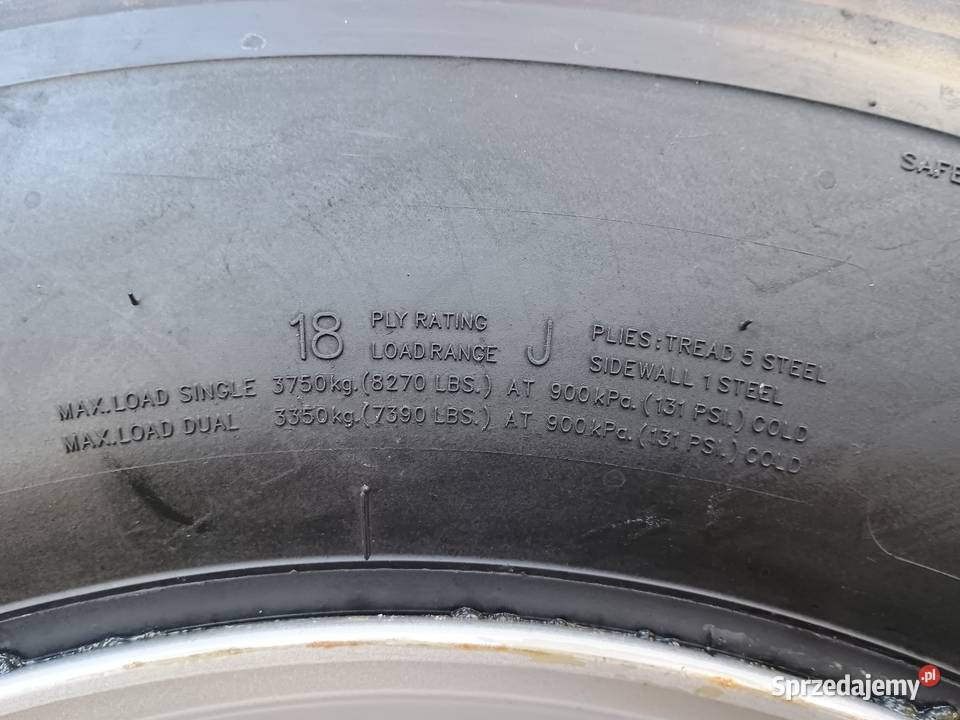 SAFE
18 PLY RATING
LOAD RANGE J
PLIES: TREAD 5 STEEL
SIDEWALL 1 STEEL
MAX. LOAD SINGLE 3750kg. (8270 LBS.) AT 900kPa. (131 PSI.) COLD
MAX. LOAD DUAL 3350kg. (7390 LBS.) AT 900kPa. (131 PSI.) COLD
Sprzedajemy.pl